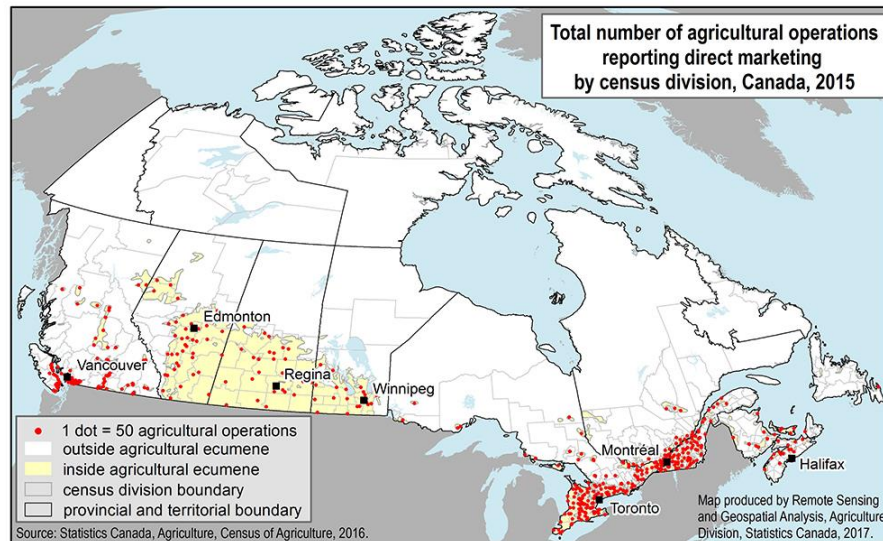 Total number of agricultural operations
reporting direct marketing
by census division, Canada, 2015
Edmonton
Vancouver
Regina
Winnipeg
Montréal
Halifax
Toronto
1 dot = 50 agricultural operations
outside agricultural ecumene
inside agricultural ecumene
census division boundary
provincial and territorial boundary
Source: Statistics Canada, Agriculture, Census of Agriculture, 2016.
Map produced by Remote Sensing
and Geospatial Analysis, Agriculture
Division, Statistics Canada, 2017.